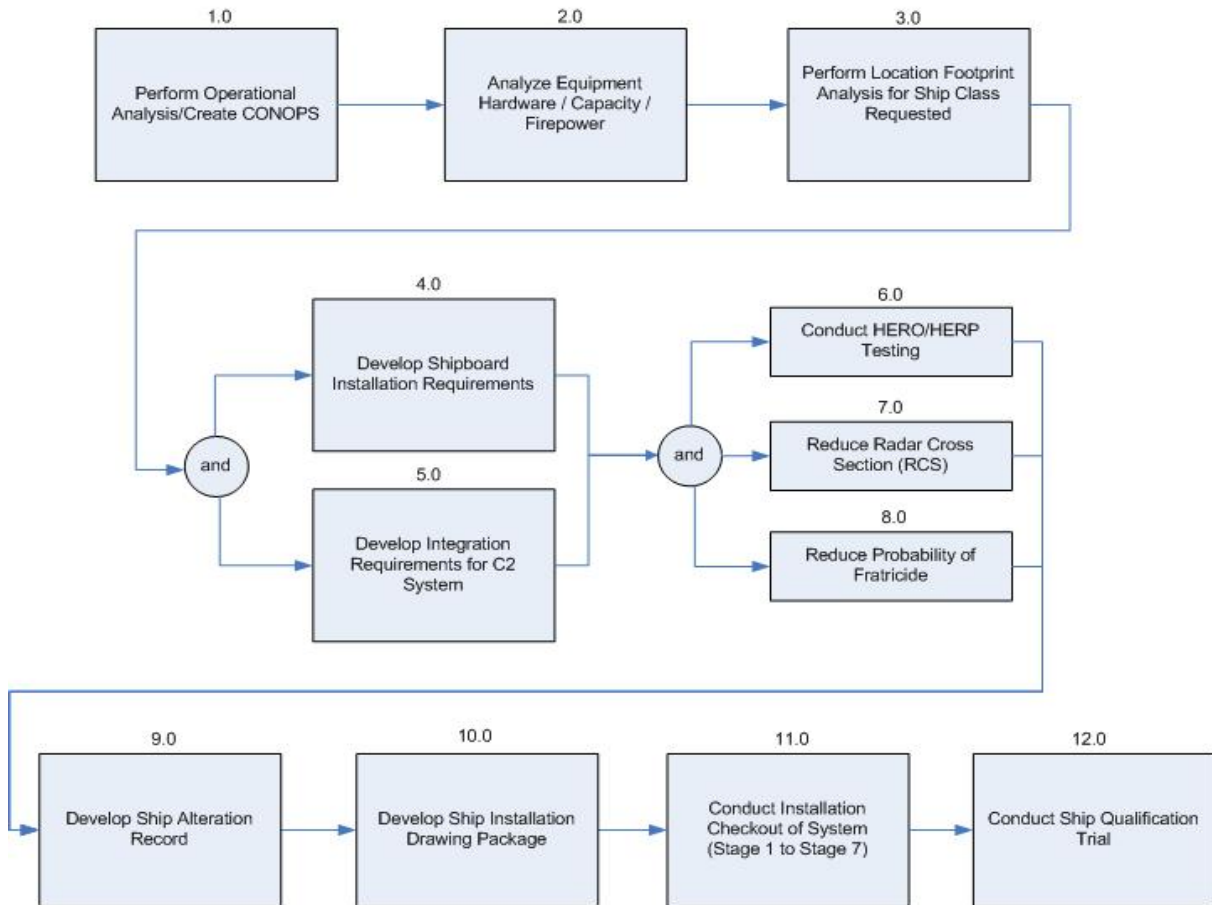 1.0
Perform Operational
Analysis/Create CONOPS
2.0
Analyze Equipment
Hardware / Capacity /
Firepower
3.0
Perform Location Footprint
Analysis for Ship Class
Requested
and
4.0
Develop Shipboard
Installation Requirements
5.0
Develop Integration
Requirements for C2
System
and
6.0
Conduct HERO/HERP
Testing
7.0
Reduce Radar Cross
Section (RCS)
8.0
Reduce Probability of
Fratricide
9.0
Develop Ship Alteration
Record
10.0
Develop Ship Installation
Drawing Package
11.0
Conduct Installation
Checkout of System
(Stage 1 to Stage 7)
12.0
Conduct Ship Qualification
Trial